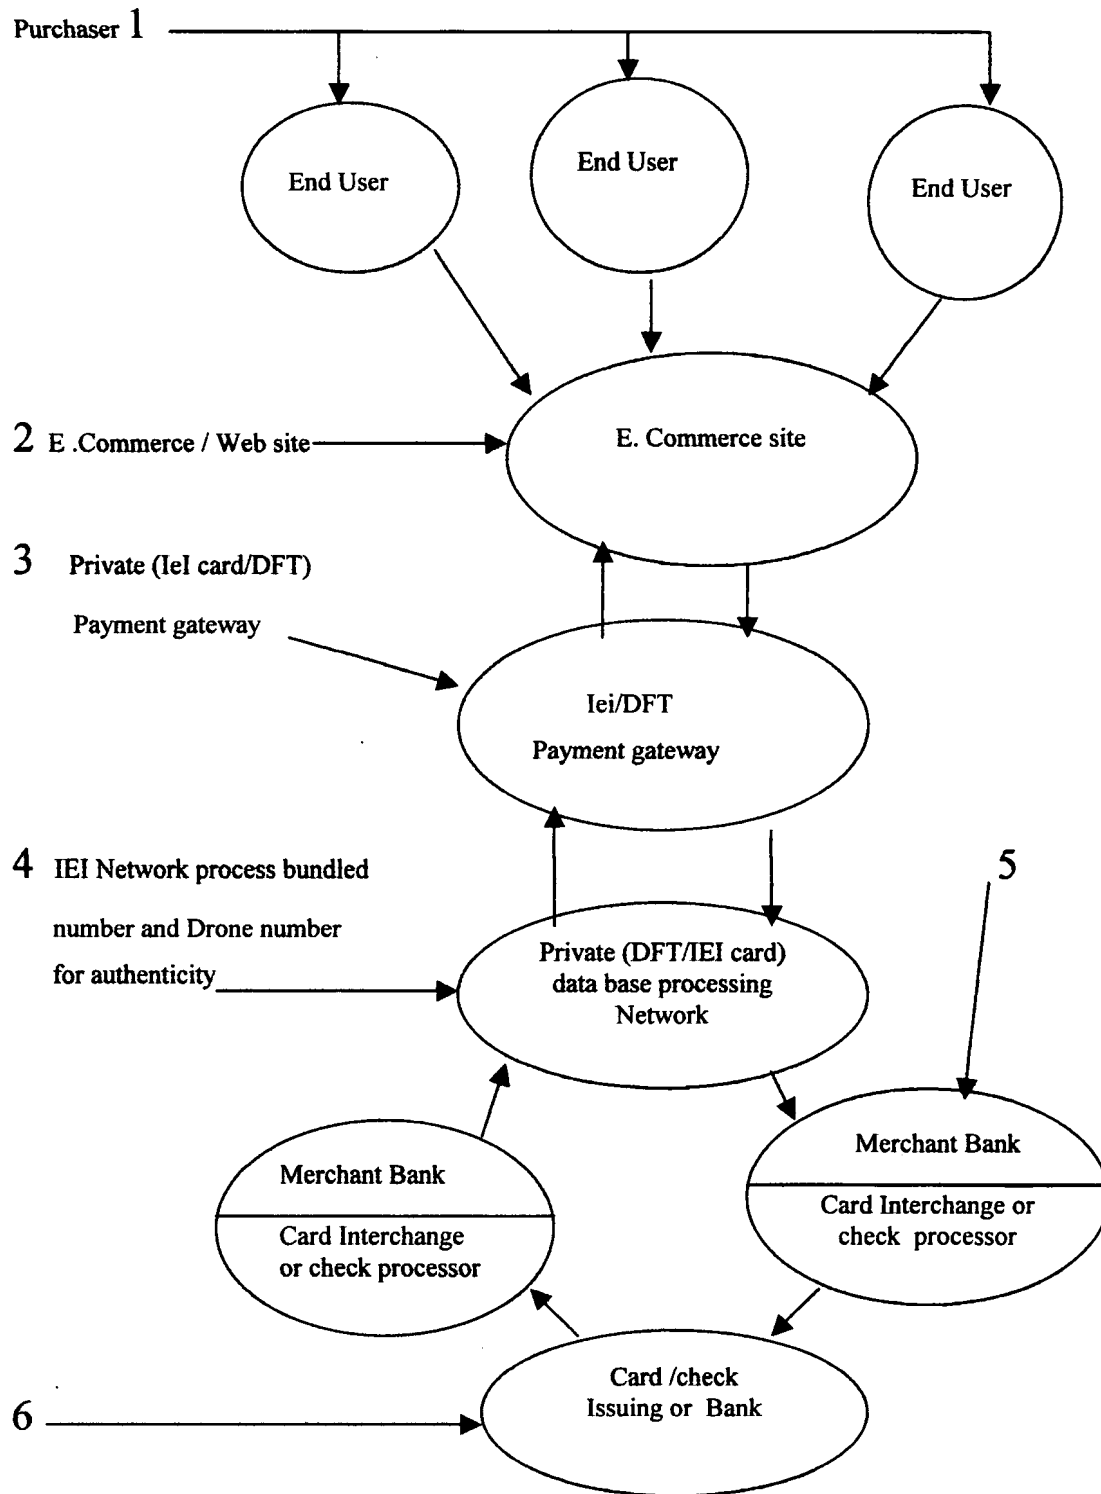 Purchaser 1
End User
End User
End User
2 E .Commerce / Web site
E. Commerce site
3 Private (IeI card/DFT)
Payment gateway
Iei/DFT
Payment gateway
4 IEI Network process bundled
number and Drone number
for authenticity
5
Private (DFT/IEI card)
data base processing
Network
Merchant Bank
Card Interchange
or check processor
Merchant Bank
Card Interchange or
check processor
Card /check
Issuing or Bank
6